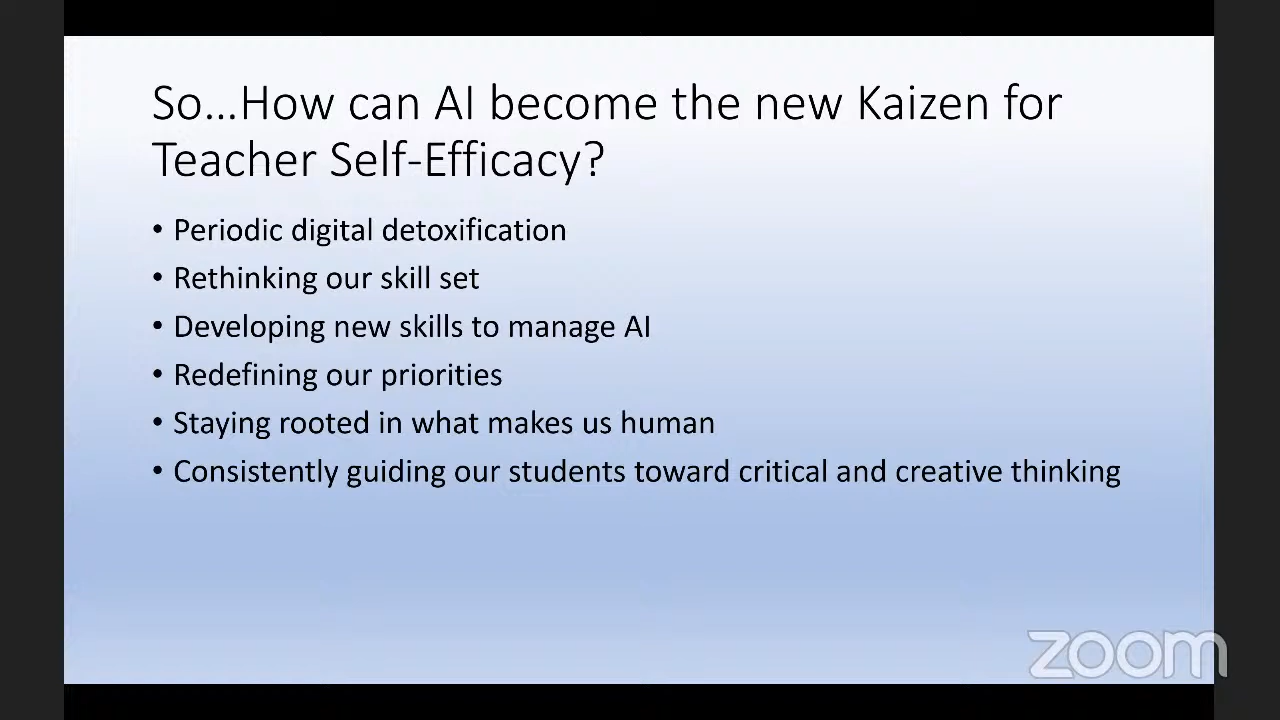 So...How can AI become the new Kaizen for
Teacher Self-Efficacy?
• Periodic digital detoxification
• Rethinking our skill set
• Developing new skills to manage AI
• Redefining our priorities
• Staying rooted in what makes us human
• Consistently guiding our students toward critical and creative thinking
zoom